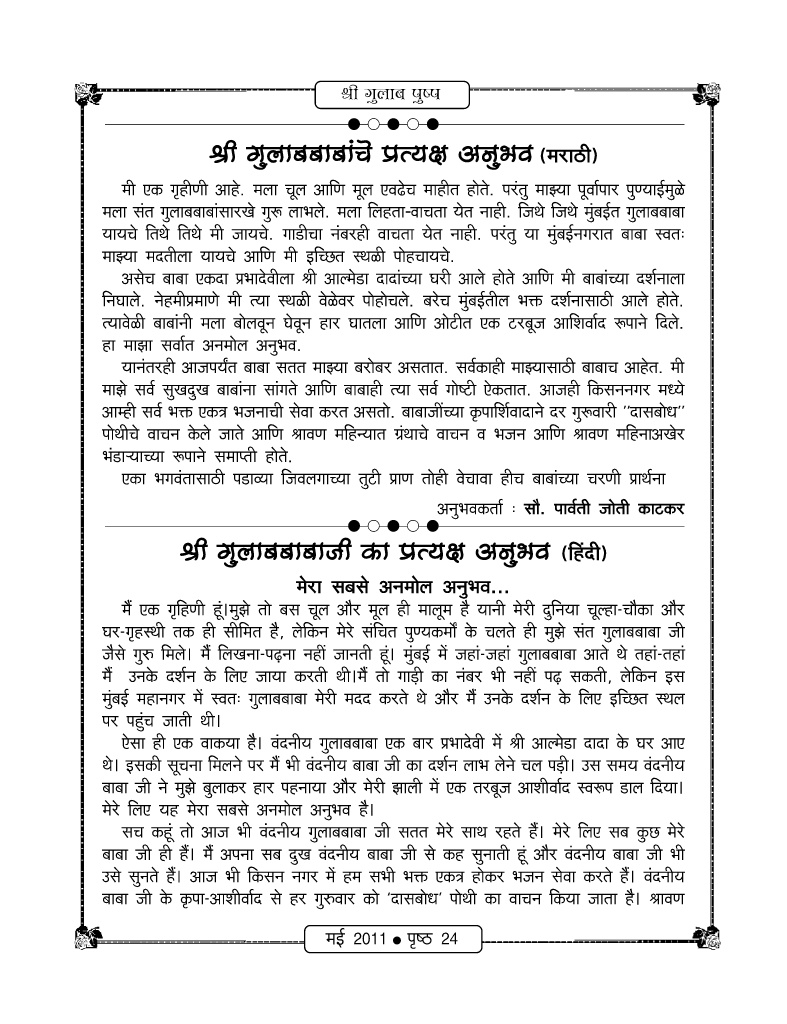 श्री गुलाब पुष्प
श्री गुलाबबाबांचे प्रत्यक्ष अनुभव (मराठी)
मी एक गृहीणी आहे. मला चूल आणि मूल एवढेच माहीत होते. परंतु माझ्या पूर्वापार पुण्याईमुळे
मला संत गुलाबबाबांसारखे गुरू लाभले. मला लिहता-वाचता येत नाही. जिथे जिथे मुंबईत गुलाबबाबा
यायचे तिथे तिथे मी जायचे. गाडीचा नंबरही वाचता येत नाही. परंतु या मुंबईनगरात बाबा स्वतः
माझ्या मदतीला यायचे आणि मी इच्छित स्थळी पोहचायचे.
असेच बाबा एकदा प्रभादेवीला श्री आल्मेडा दादांच्या घरी आले होते आणि मी बाबांच्या दर्शनाला
निघाले. नेहमीप्रमाणे मी त्या स्थळी वेळेवर पोहोचले. बरेच मुंबईतील भक्त दर्शनासाठी आले होते.
त्यावेळी बाबांनी मला बोलवून घेवून हार घातला आणि ओटीत एक टरबूज आशिर्वाद रूपाने दिले.
हा माझा सर्वात अनमोल अनुभव.
यानंतरही आजपर्यंत बाबा सतत माझ्या बरोबर असतात. सर्वकाही माझ्यासाठी बाबाच आहेत. मी
माझे सर्व सुखदुख बाबांना सांगते आणि बाबाही त्या सर्व गोष्टी ऐकतात. आजही किसननगर मध्ये
आम्ही सर्व भक्त एकत्र भजनाची सेवा करत असतो. बाबाजींच्या कृपार्शिवादाने दर गुरूवारी "दासबोध"
पोथीचे वाचन केले जाते आणि श्रावण महिन्यात ग्रंथाचे वाचन व भजन आणि श्रावण महिनाअखेर
भंडाऱ्याच्या रूपाने समाप्ती होते.
एका भगवंतासाठी पडाव्या जिवलगाच्या तुटी प्राण तोही वेचावा हीच बाबांच्या चरणी प्रार्थना
अनुभवकर्ता : सौ. पार्वती जोती काटकर
श्री गुलाबबाबाजी का प्रत्यक्ष अनुभव (हिंदी)
मेरा सबसे अनमोल अनुभव...
मैं एक गृहिणी हूं।मुझे तो बस चूल और मूल ही मालूम है यानी मेरी दुनिया चूल्हा-चौका और
घर-गृहस्थी तक ही सीमित है, लेकिन मेरे संचित पुण्यकर्मों के चलते ही मुझे संत गुलाबबाबा जी
जैसे गुरु मिले। मैं लिखना-पढ़ना नहीं जानती हूं। मुंबई में जहां-जहां गुलाबबाबा आते थे तहां-तहां
मैं उनके दर्शन के लिए जाया करती थी।मैं तो गाड़ी का नंबर भी नहीं पढ़ सकती, लेकिन इस
मुंबई महानगर में स्वतः गुलाबबाबा मेरी मदद करते थे और मैं उनके दर्शन के लिए इच्छित स्थल
पर पहुंच जाती थी।
ऐसा ही एक वाकया है। वंदनीय गुलाबबाबा एक बार प्रभादेवी में श्री आल्मेडा दादा के घर आए
थे। इसकी सूचना मिलने पर मैं भी वंदनीय बाबा जी का दर्शन लाभ लेने चल पड़ी। उस समय वंदनीय
बाबा जी ने मुझे बुलाकर हार पहनाया और मेरी झाली में एक तरबूज आशीर्वाद स्वरूप डाल दिया।
मेरे लिए यह मेरा सबसे अनमोल अनुभव है।
सच कहूं तो आज भी वंदनीय गुलाबबाबा जी सतत मेरे साथ रहते हैं। मेरे लिए सब कुछ मेरे
बाबा जी ही हैं। मैं अपना सब दुख वंदनीय बाबा जी से कह सुनाती हूं और वंदनीय बाबा जी भी
उसे सुनते हैं। आज भी किसन नगर में हम सभी भक्त एकत्र होकर भजन सेवा करते हैं। वंदनीय
बाबा जी के कृपा-आशीर्वाद से हर गुरुवार को 'दासबोध' पोथी का वाचन किया जाता है। श्रावण
मई 2011 ● पृष्ठ 24